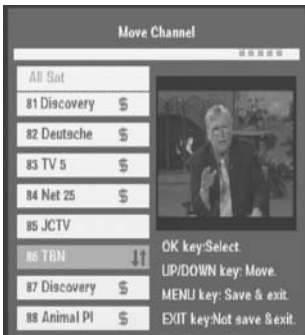 Move Channel
All Sat
81 Discovery $
82 Deutsche $
83 TV 5 $
84 Net 25 $
85 JCTV
86 TBN
87 Discovery $
88 Animal Pl $
OK key:Select.
UP/DOWN key: Move.
MENU key: Save & exit.
EXIT key:Not save &exit.